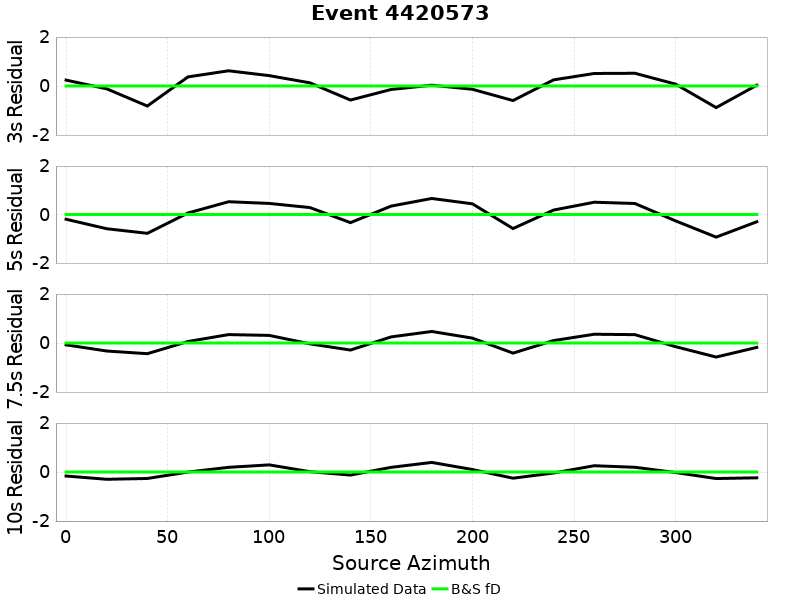 Event 4420573
3s Residual
2
0
-2
5s Residual
2
0
-2
7.5s Residual
2
0
-2
10s Residual
2
0
-2
0 50 100 150 200 250 300
Source Azimuth
Simulated Data B&S fD